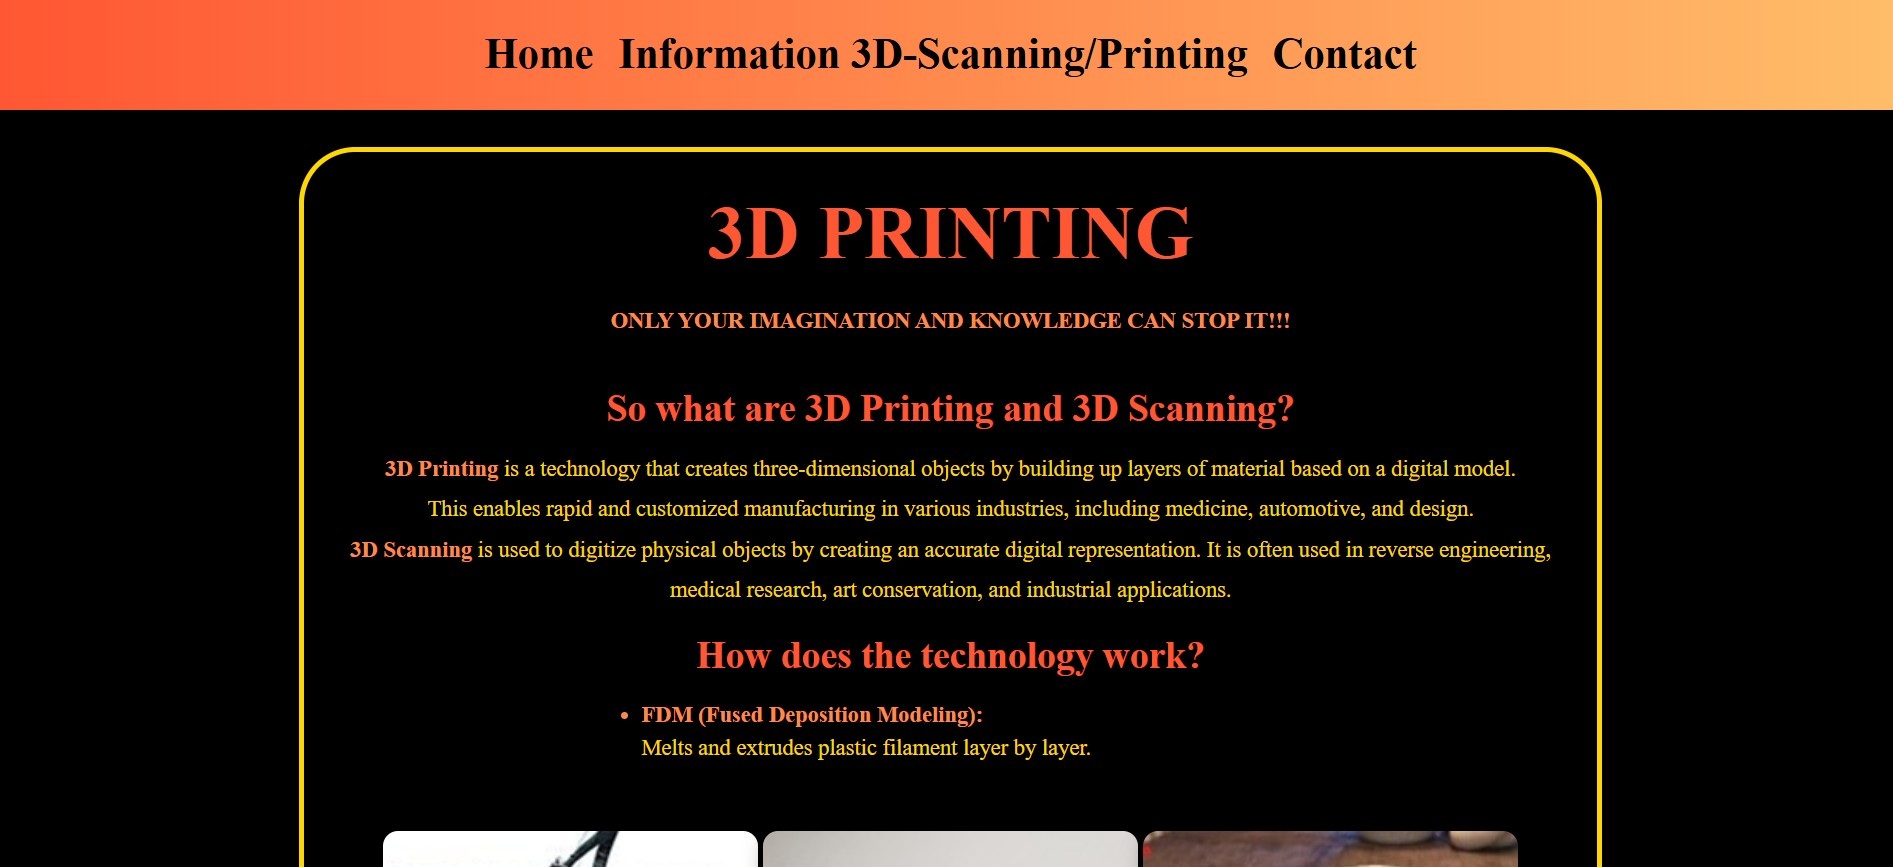 Home Information 3D-Scanning/Printing Contact
3D PRINTING
ONLY YOUR IMAGINATION AND KNOWLEDGE CAN STOP IT!!!
So what are 3D Printing and 3D Scanning?
3D Printing is a technology that creates three-dimensional objects by building up layers of material based on a digital model.
This enables rapid and customized manufacturing in various industries, including medicine, automotive, and design.
3D Scanning is used to digitize physical objects by creating an accurate digital representation. It is often used in reverse engineering,
medical research, art conservation, and industrial applications.
How does the technology work?
• FDM (Fused Deposition Modeling):
Melts and extrudes plastic filament layer by layer.